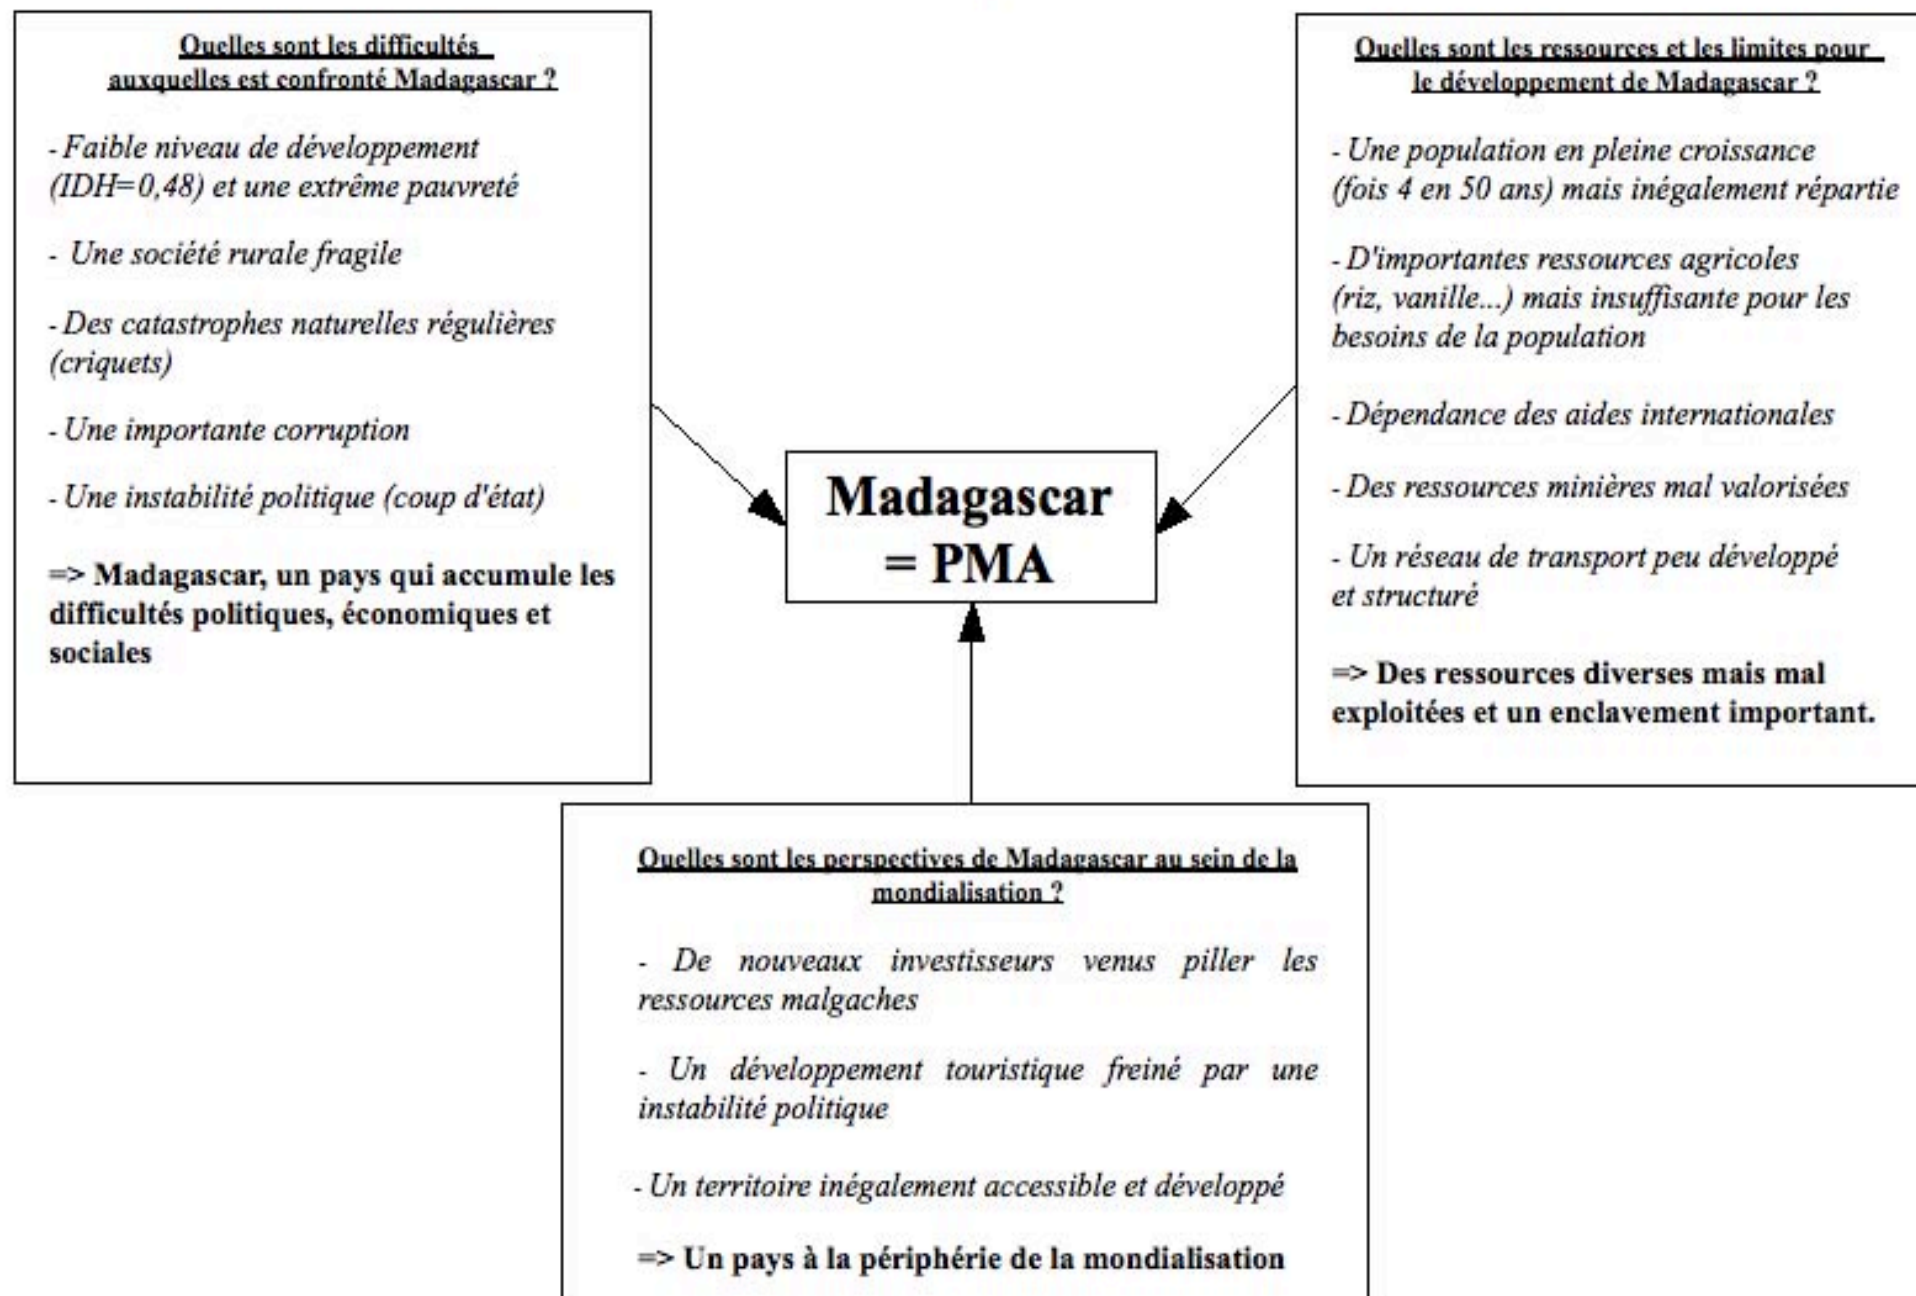 Quelles sont les difficultés
auxquelles est confronté Madagascar ?
- Faible niveau de développement
(IDH=0,48) et une extrême pauvreté
- Une société rurale fragile
- Des catastrophes naturelles régulières
(criquets)
- Une importante corruption
- Une instabilité politique (coup d'état)
=> Madagascar, un pays qui accumule les
difficultés politiques, économiques et
sociales
Madagascar
= PMA
Quelles sont les ressources et les limites pour
le développement de Madagascar ?
- Une population en pleine croissance
(fois 4 en 50 ans) mais inégalement répartie
- D'importantes ressources agricoles
(riz, vanille...) mais insuffisante pour les
besoins de la population
- Dépendance des aides internationales
- Des ressources minières mal valorisées
- Un réseau de transport peu développé
et structuré
=> Des ressources diverses mais mal
exploitées et un enclavement important.
Quelles sont les perspectives de Madagascar au sein de la
mondialisation ?
- De nouveaux investisseurs venus piller les
ressources malgaches
- Un développement touristique freiné par une
instabilité politique
- Un territoire inégalement accessible et développé
=> Un pays à la périphérie de la mondialisation